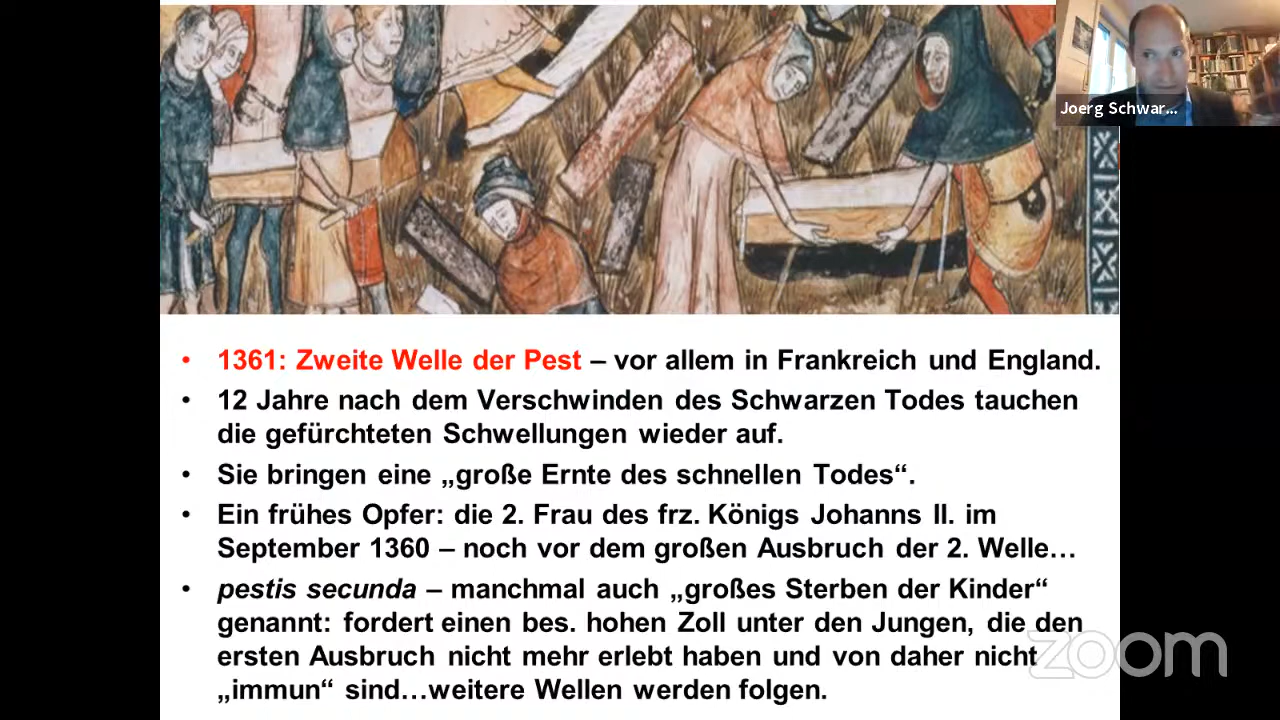 Joerg Schwar...
• 1361: Zweite Welle der Pest – vor allem in Frankreich und England.
• 12 Jahre nach dem Verschwinden des Schwarzen Todes tauchen
die gefürchteten Schwellungen wieder auf.
• Sie bringen eine „große Ernte des schnellen Todes“.
• Ein frühes Opfer: die 2. Frau des frz. Königs Johanns II. im
September 1360 – noch vor dem großen Ausbruch der 2. Welle…
• pestis secunda – manchmal auch „großes Sterben der Kinder“
genannt: fordert einen bes. hohen Zoll unter den Jungen, die den
ersten Ausbruch nicht mehr erlebt haben und von daher nicht
„immun“ sind…weitere Wellen werden folgen.
zoom